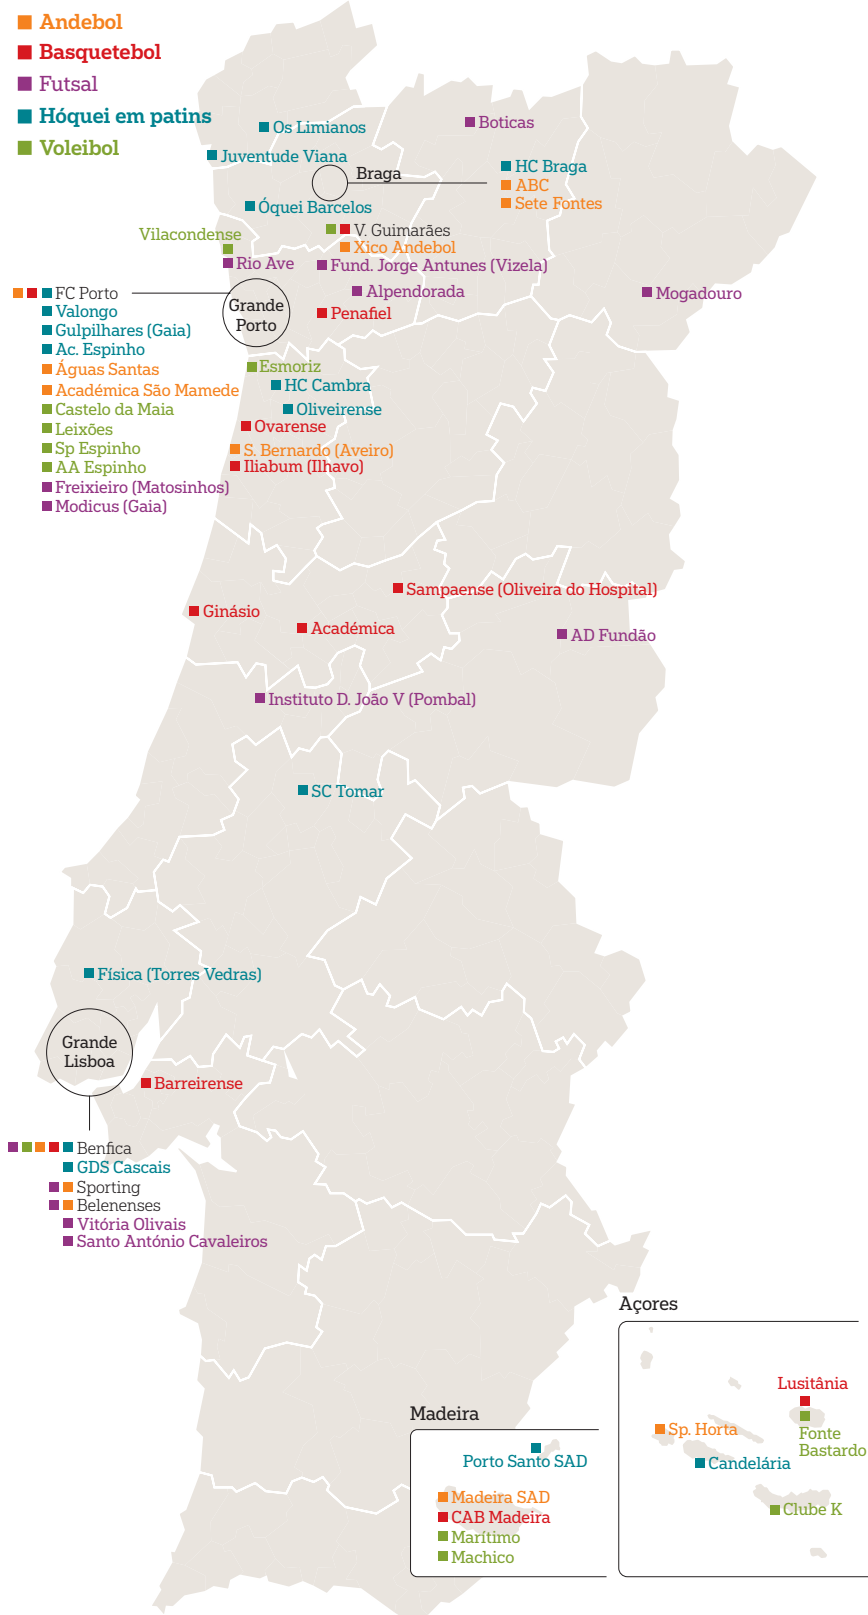 Andebol
Basquetebol
Futsal
Hóquei em patins
Voleibol
Os Limianos
Boticas
Juventude Viana
Braga
HC Braga
ABC
Sete Fontes
Óquei Barcelos
V. Guimarães
Xico Andebol
Vilacondense
Rio Ave
Fund. Jorge Antunes (Vizela)
Alpendorada
Mogadouro
Penafiel
Grande
Porto
FC Porto
Valongo
Gulpilhares (Gaia)
Ac. Espinho
Águas Santas
Académica São Mamede
Castelo da Maia
Leixões
Sp Espinho
AA Espinho
Freixieiro (Matosinhos)
Modicus (Gaia)
Esmoriz
HC Cambra
Oliveirense
Ovarense
S. Bernardo (Aveiro)
Iliabum (Ilhavo)
Sampaense (Oliveira do Hospital)
Ginásio
Académica
AD Fundão
Instituto D. João V (Pombal)
SC Tomar
Física (Torres Vedras)
Grande
Lisboa
Barreirense
Benfica
GDS Cascais
Sporting
Belenenses
Vitória Olivais
Santo António Cavaleiros
Madeira
Porto Santo SAD
Madeira SAD
CAB Madeira
Marítimo
Machico
Açores
Lusitânia
Fonte
Bastardo
Sp. Horta
Candelária
Clube K